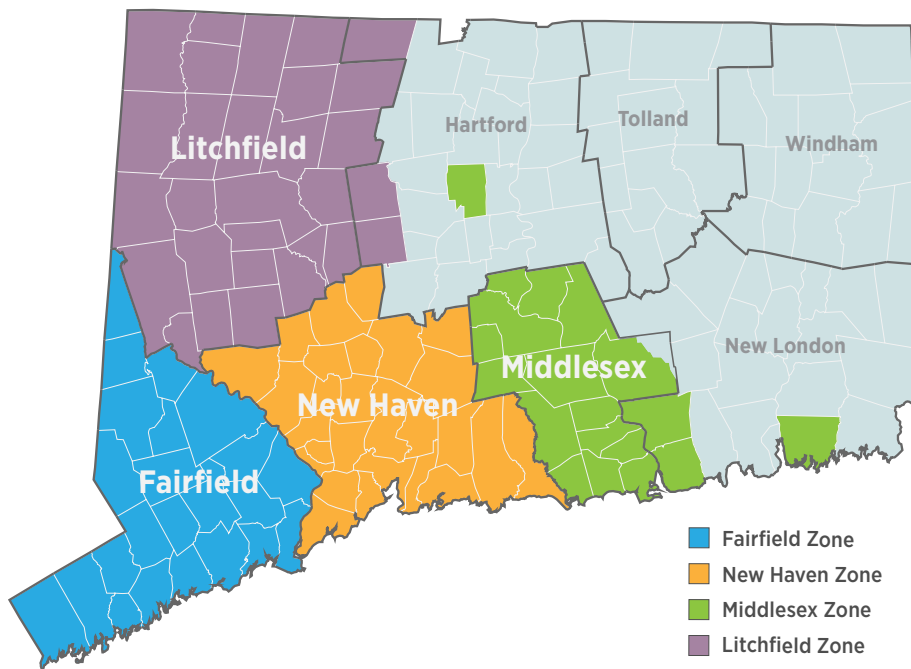 Hartford
Tolland
Windham
Litchfield
New London
Middlesex
New Haven
Fairfield
Fairfield Zone
New Haven Zone
Middlesex Zone
Litchfield Zone